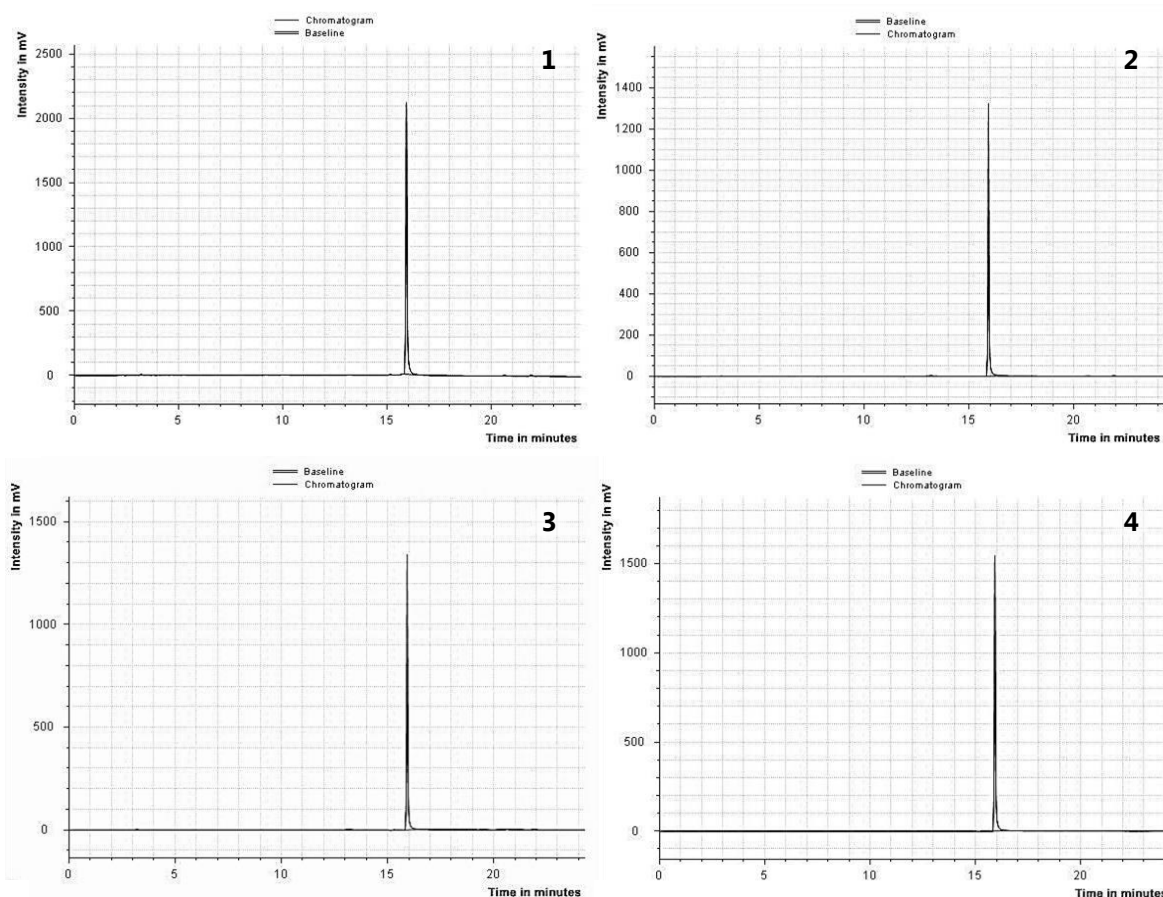 Chromatogram
Baseline
Intensity in mV
1
2500
2000
1500
1000
500
0
0 5 10 15 20
Time in minutes
Baseline
Chromatogram
Intensity in mV
2
1400
1200
1000
800
600
400
200
0
0 5 10 15 20
Time in minutes
Baseline
Chromatogram
Intensity in mV
3
1500
1000
500
0
0 5 10 15 20
Time in minutes
Baseline
Chromatogram
Intensity in mV
4
1500
1000
500
0
0 5 10 15 20
Time in minutes